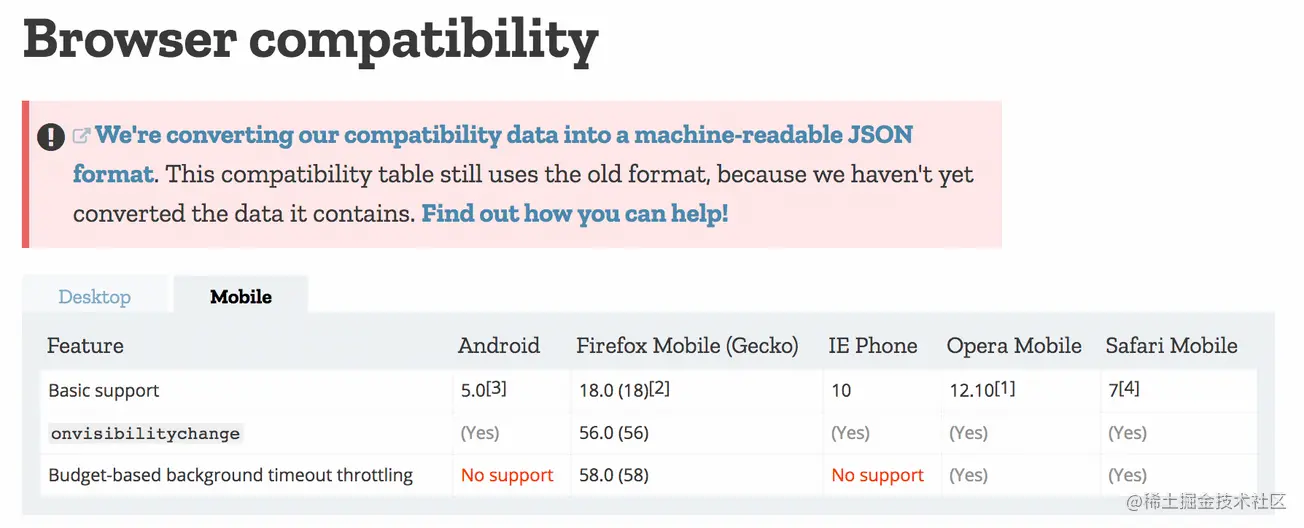 Browser compatibility
We're converting our compatibility data into a machine-readable JSON
format. This compatibility table still uses the old format, because we haven't yet
converted the data it contains. Find out how you can help!
Desktop Mobile
Feature Android Firefox Mobile (Gecko) IE Phone Opera Mobile Safari Mobile
Basic support 5.0[3] 18.0 (18)[2] 10 12.10[1] 7[4]
onvisibilitychange (Yes) 56.0 (56) (Yes) (Yes) (Yes)
Budget-based background timeout throttling No support 58.0 (58) No support (Yes) (Yes)
@稀土掘金技术社区